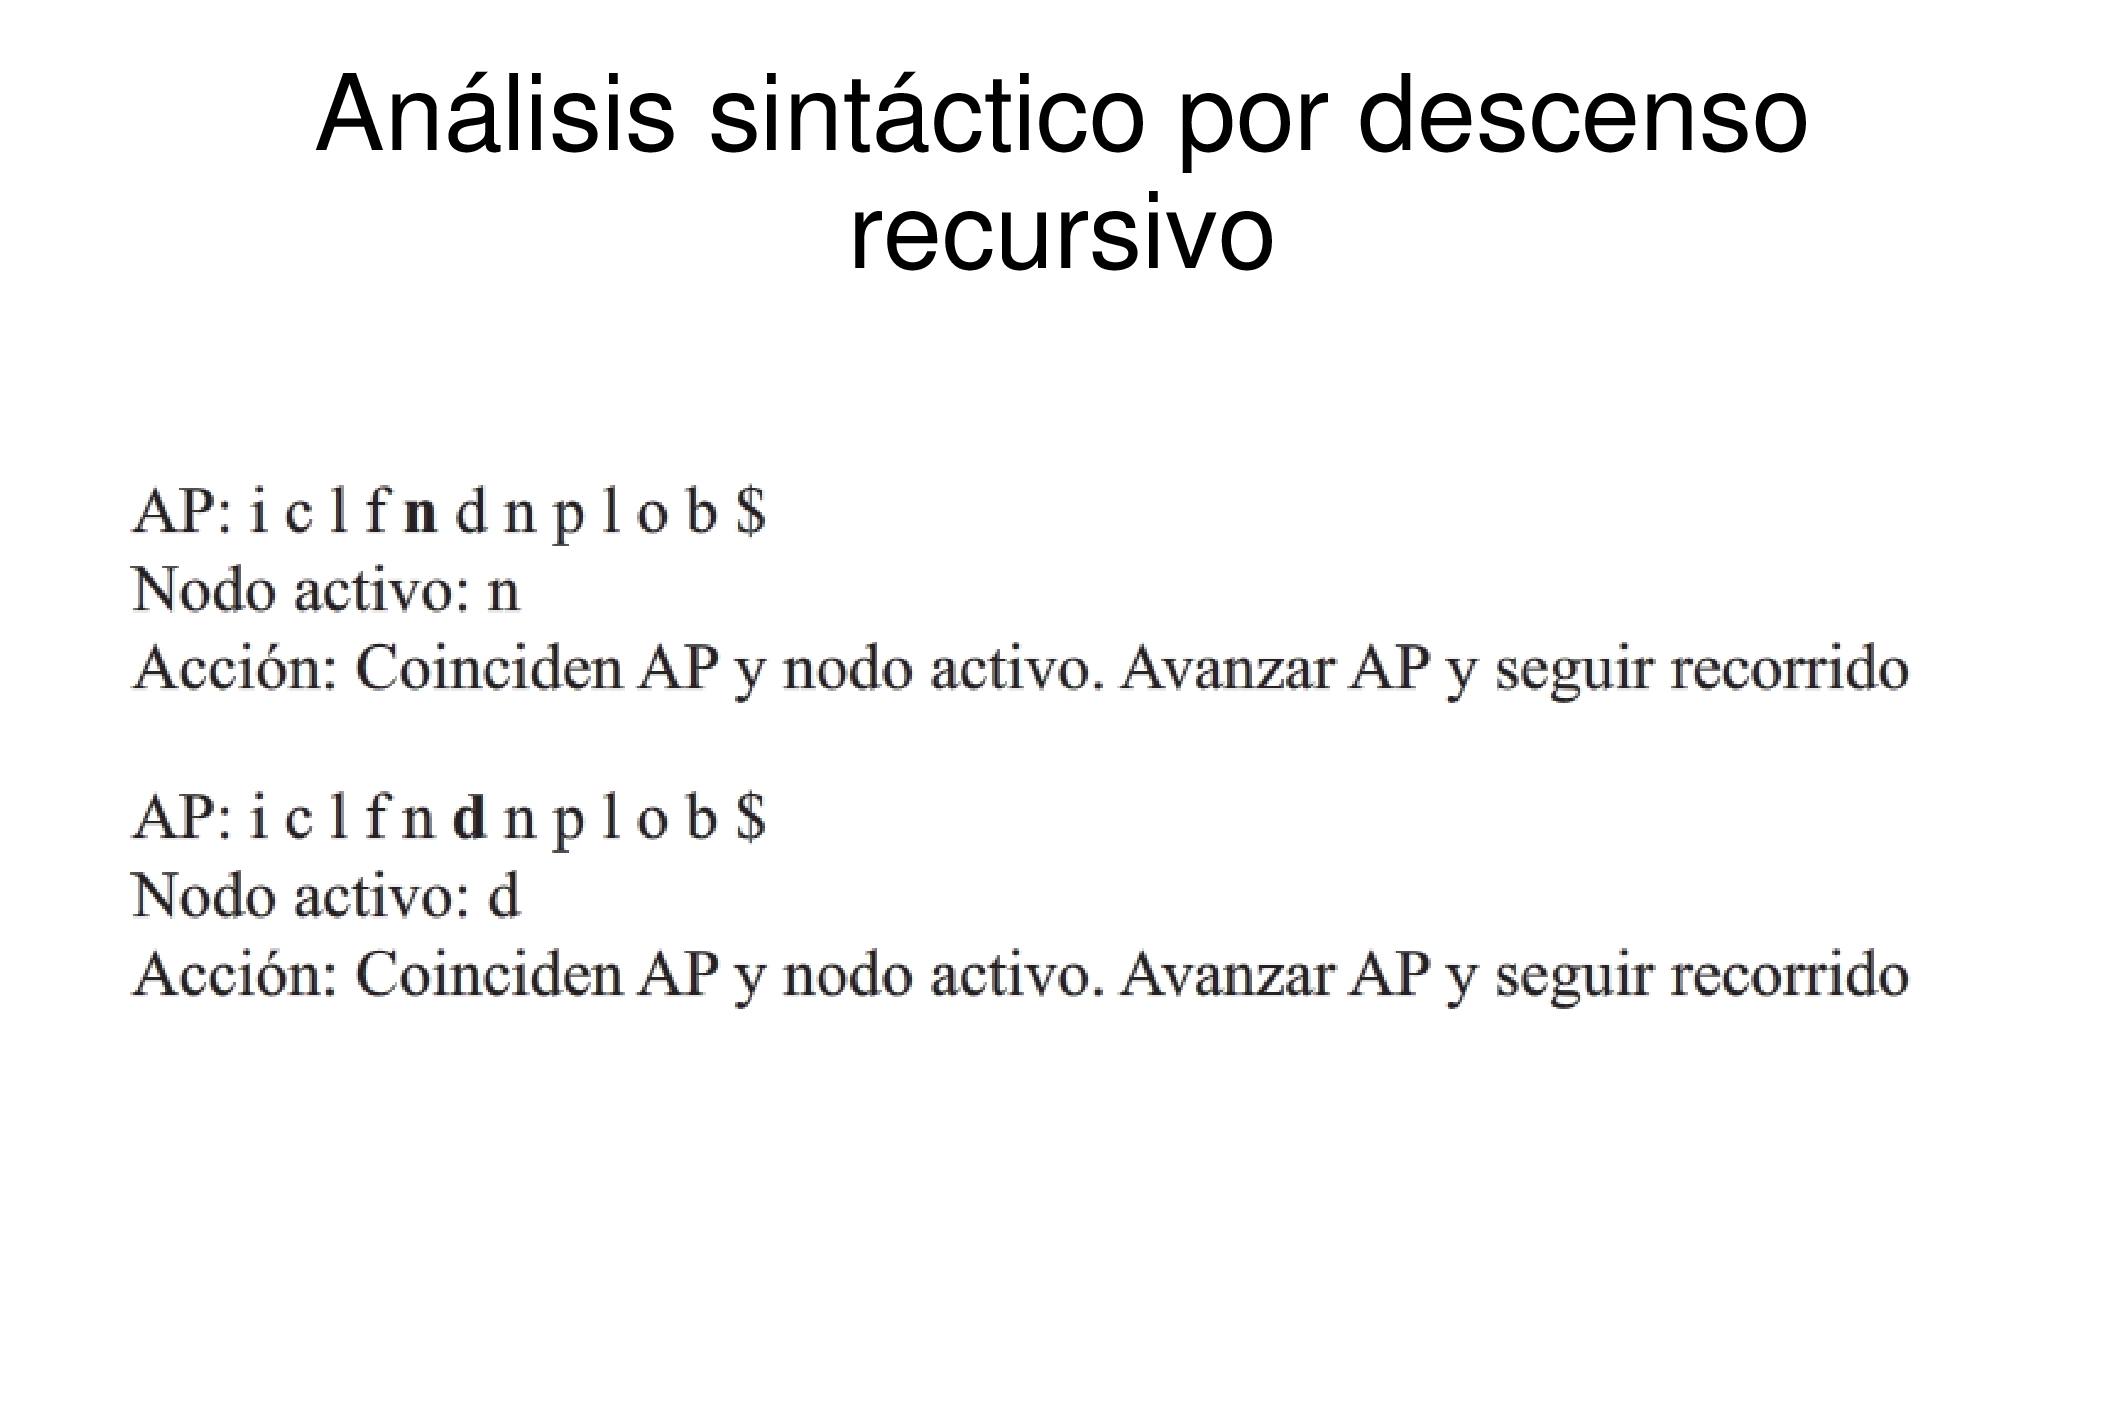 Análisis sintáctico por descenso
recursivo
AP: i c l f n d n p l o b $
Nodo activo: n
Acción: Coinciden AP y nodo activo. Avanzar AP y seguir recorrido
AP: i c l f n d n p l o b $
Nodo activo: d
Acción: Coinciden AP y nodo activo. Avanzar AP y seguir recorrido